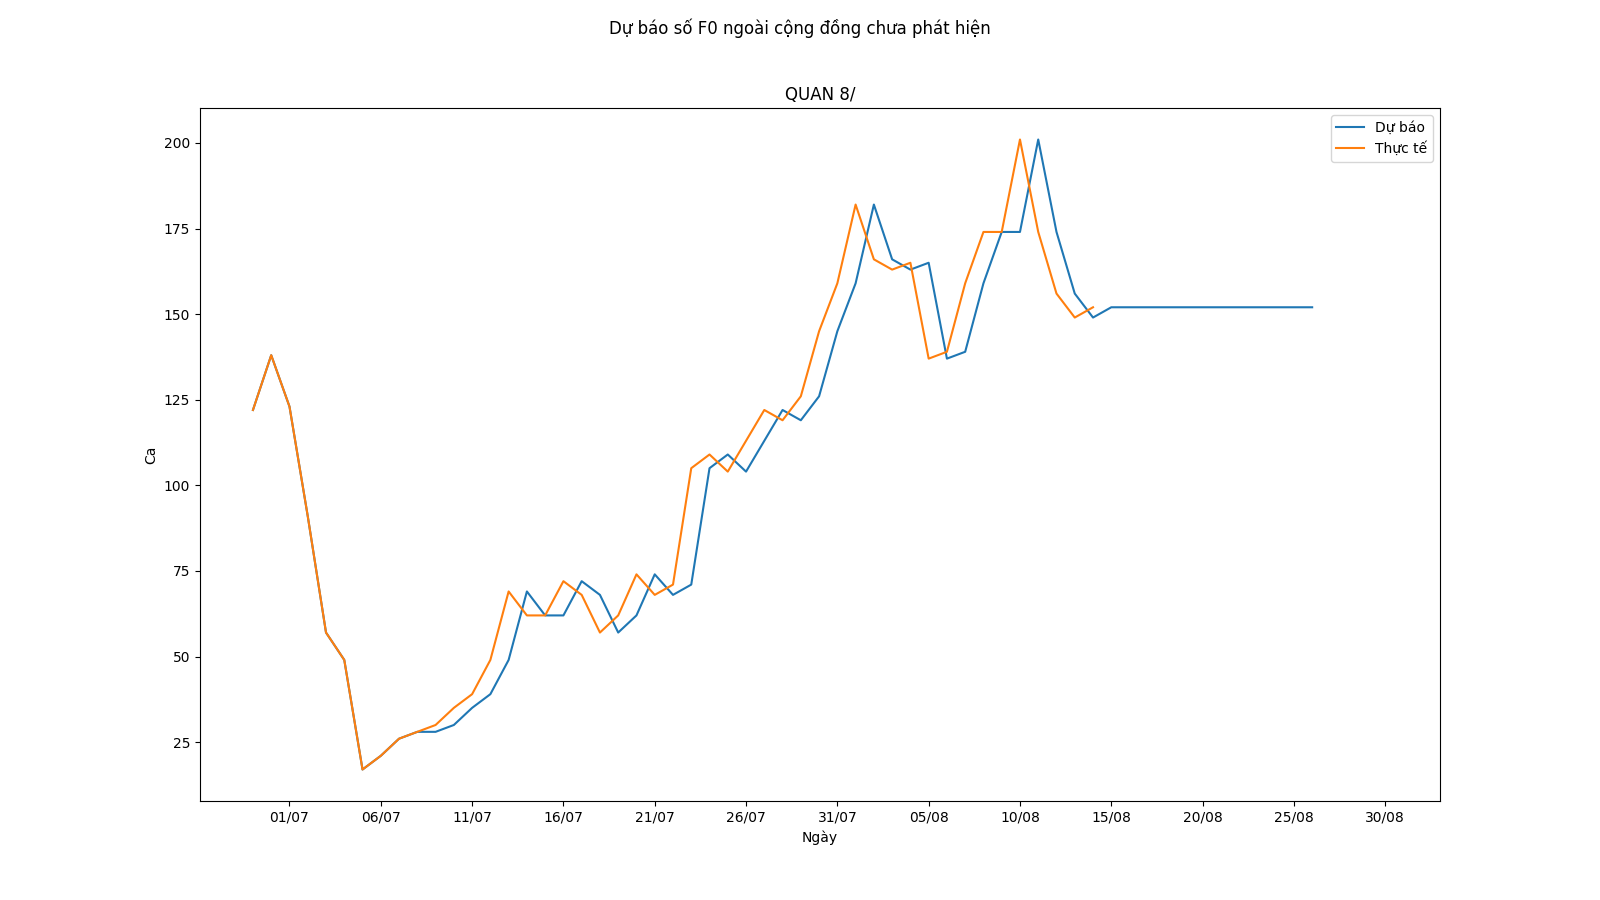 Dự báo số F0 ngoài cộng đồng chưa phát hiện
QUAN 8/
Dự báo
Thực tế
200
175
150
125
100
75
50
25
Ca
01/07 06/07 11/07 16/07 21/07 26/07 31/07 05/08 10/08 15/08 20/08 25/08 30/08
Ngày